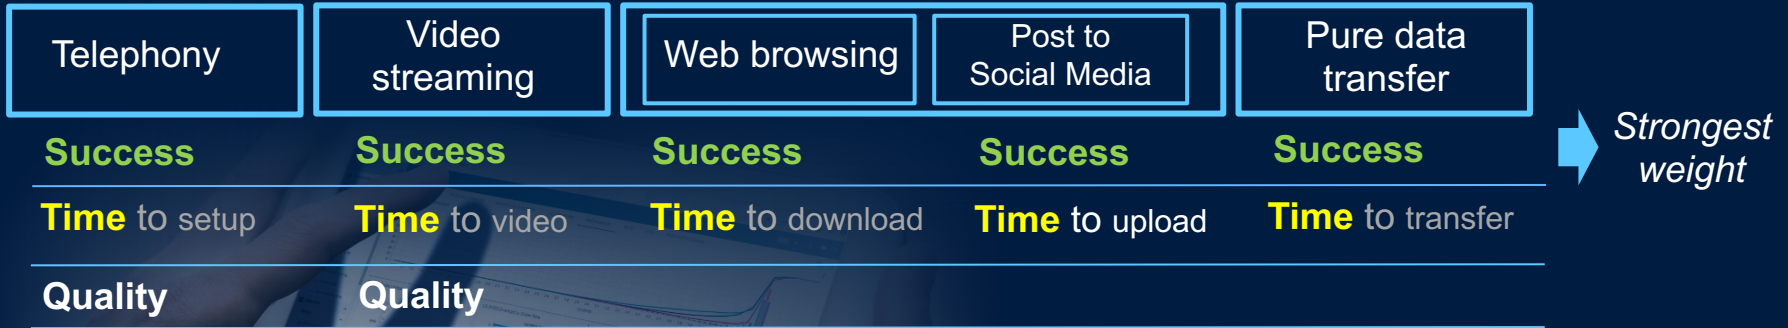 Telephony
Video
streaming
Web browsing
Post to
Social Media
Pure data
transfer
Success
Success
Success
Success
Success
Strongest
weight
Time to setup
Time to video
Time to download
Time to upload
Time to transfer
Quality
Quality